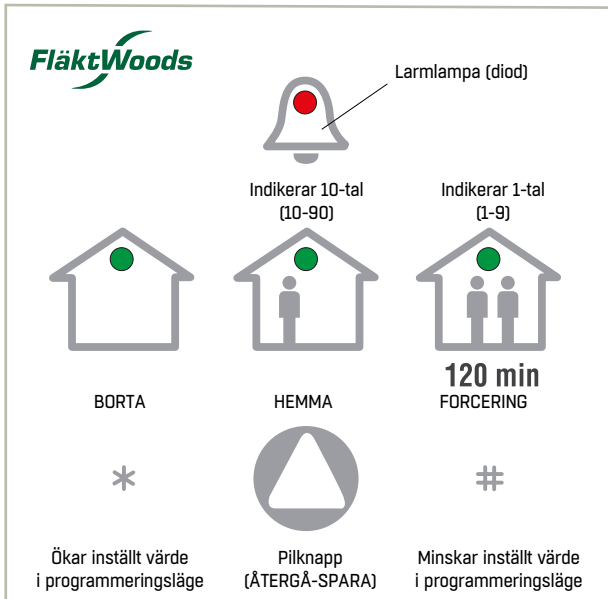 FläktWoods
Larmlampa (diod)
Indikerar 10-tal
(10-90)
Indikerar 1-tal
(1-9)
120 min
BORTA
HEMMA
FORCERING
*
#
Ökar inställt värde
i programmeringsläge
Pilknapp
(ÅTERGÅ-SPARA)
Minskar inställt värde
i programmeringsläge